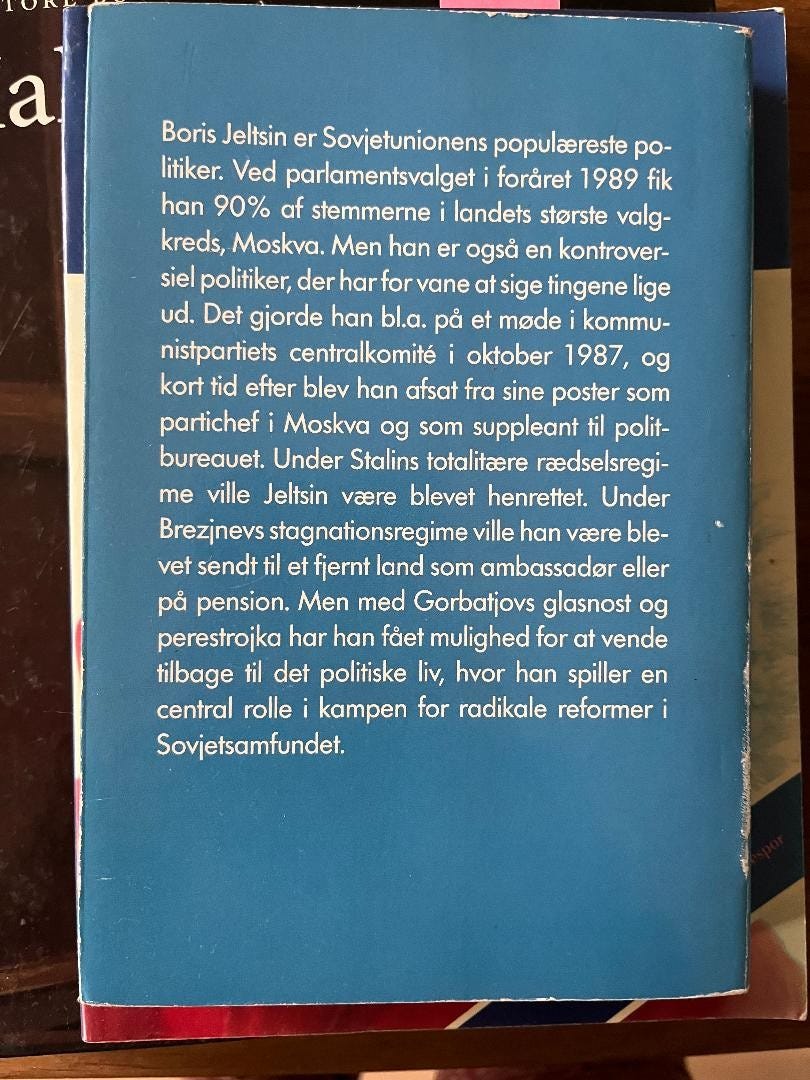 TORE
Boris Jeltsin er Sovjetunionens populæreste po-
litiker. Ved parlamentsvalget i foråret 1989 fik
han 90% af stemmerne i landets største valg-
kreds, Moskva. Men han er også en kontrover-
siel politiker, der har for vane at sige tingene lige
ud. Det gjorde han bl.a. på et møde i kommu-
nistpartiets centralkomité i oktober 1987, og
kort tid efter blev han afsat fra sine poster som
partichef i Moskva og som suppleant til polit-
bureauet. Under Stalins totalitære rædselsregi-
me ville Jeltsin være blevet henrettet. Under
Brezjnevs stagnationsregime ville han være ble-
vet sendt til et fjernt land som ambassadør eller
på pension. Men med Gorbatjovs glasnost og
perestrojka har han fået mulighed for at vende
tilbage til det politiske liv, hvor han spiller en
central rolle i kampen for radikale reformer i
Sovjetsamfundet.